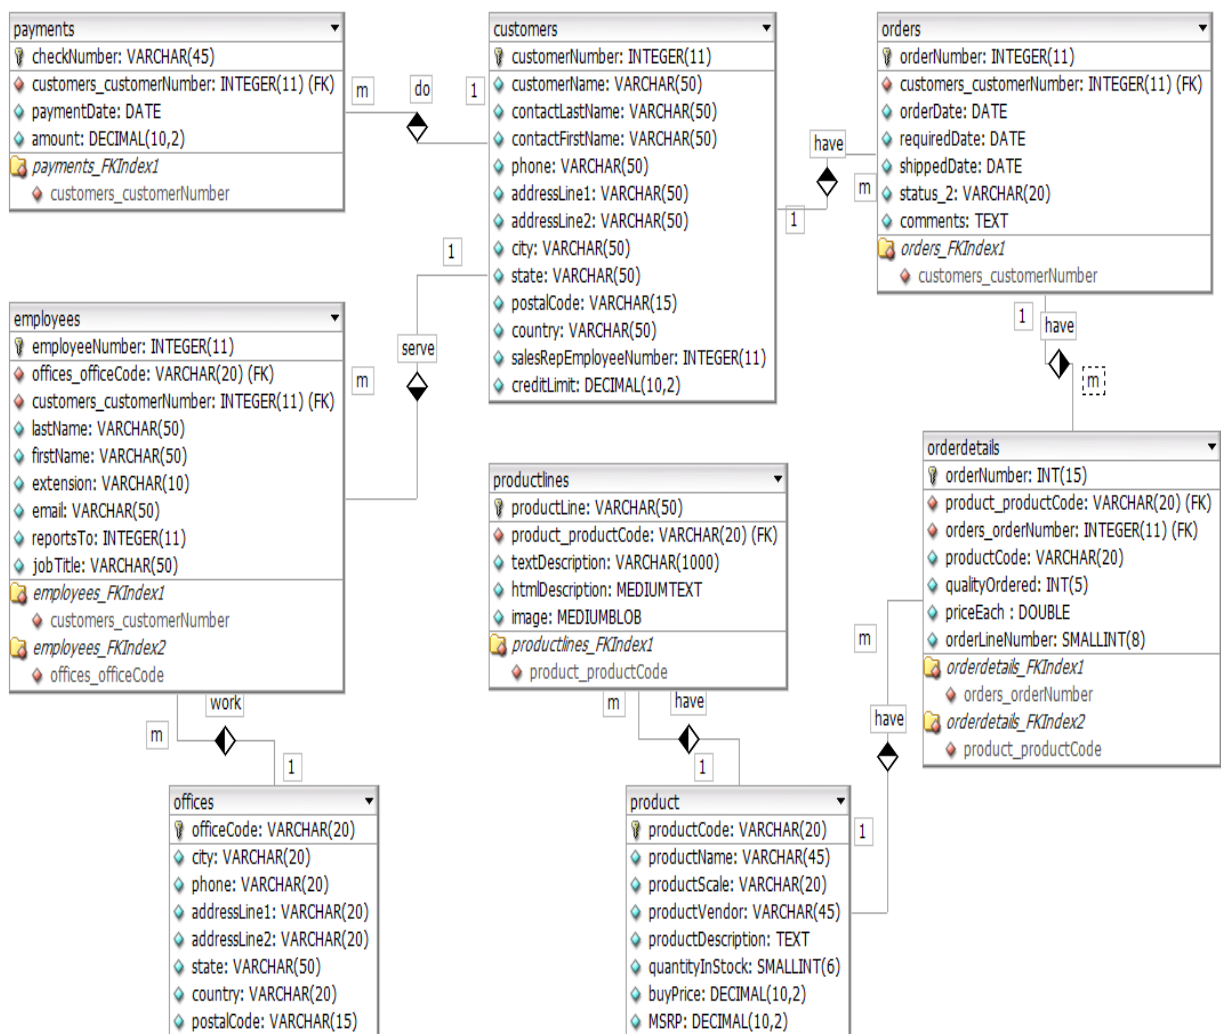 payments
checkNumber: VARCHAR(45)
customers_customerNumber: INTEGER(11) (FK)
paymentDate: DATE
amount: DECIMAL(10,2)
payments_FKIndex1
customers_customerNumber
m
do
1
customers
customerNumber: INTEGER(11)
customerName: VARCHAR(50)
contactLastName: VARCHAR(50)
contactFirstName: VARCHAR(50)
phone: VARCHAR(50)
addressLine1: VARCHAR(50)
addressLine2: VARCHAR(50)
city: VARCHAR(50)
state: VARCHAR(50)
postalCode: VARCHAR(15)
country: VARCHAR(50)
salesRepEmployeeNumber: INTEGER(11)
creditLimit: DECIMAL(10,2)
have
m
1
orders
orderNumber: INTEGER(11)
customers_customerNumber: INTEGER(11) (FK)
orderDate: DATE
requiredDate: DATE
shippedDate: DATE
status_2: VARCHAR(20)
comments: TEXT
orders_FKIndex1
customers_customerNumber
1
serve
m
employees
employeeNumber: INTEGER(11)
offices_officeCode: VARCHAR(20) (FK)
customers_customerNumber: INTEGER(11) (FK)
lastName: VARCHAR(50)
firstName: VARCHAR(50)
extension: VARCHAR(10)
email: VARCHAR(50)
reportsTo: INTEGER(11)
jobTitle: VARCHAR(50)
employees_FKIndex1
customers_customerNumber
employees_FKIndex2
offices_officeCode
1
have
m
productlines
productLine: VARCHAR(50)
product_productCode: VARCHAR(20) (FK)
textDescription: VARCHAR(1000)
htmlDescription: MEDIUMTEXT
image: MEDIUMBLOB
productlines_FKIndex1
product_productCode
orderdetails
orderNumber: INT(15)
product_productCode: VARCHAR(20) (FK)
orders_orderNumber: INTEGER(11) (FK)
productCode: VARCHAR(20)
qualityOrdered: INT(5)
priceEach : DOUBLE
orderLineNumber: SMALLINT(8)
orderdetails_FKIndex1
orders_orderNumber
orderdetails_FKIndex2
product_productCode
work
m
1
m
have
1
m
have
1
offices
officeCode: VARCHAR(20)
city: VARCHAR(20)
phone: VARCHAR(20)
addressLine1: VARCHAR(20)
addressLine2: VARCHAR(20)
state: VARCHAR(50)
country: VARCHAR(20)
postalCode: VARCHAR(15)
product
productCode: VARCHAR(20)
productName: VARCHAR(45)
productScale: VARCHAR(20)
productVendor: VARCHAR(45)
productDescription: TEXT
quantityInStock: SMALLINT(6)
buyPrice: DECIMAL(10,2)
MSRP: DECIMAL(10,2)